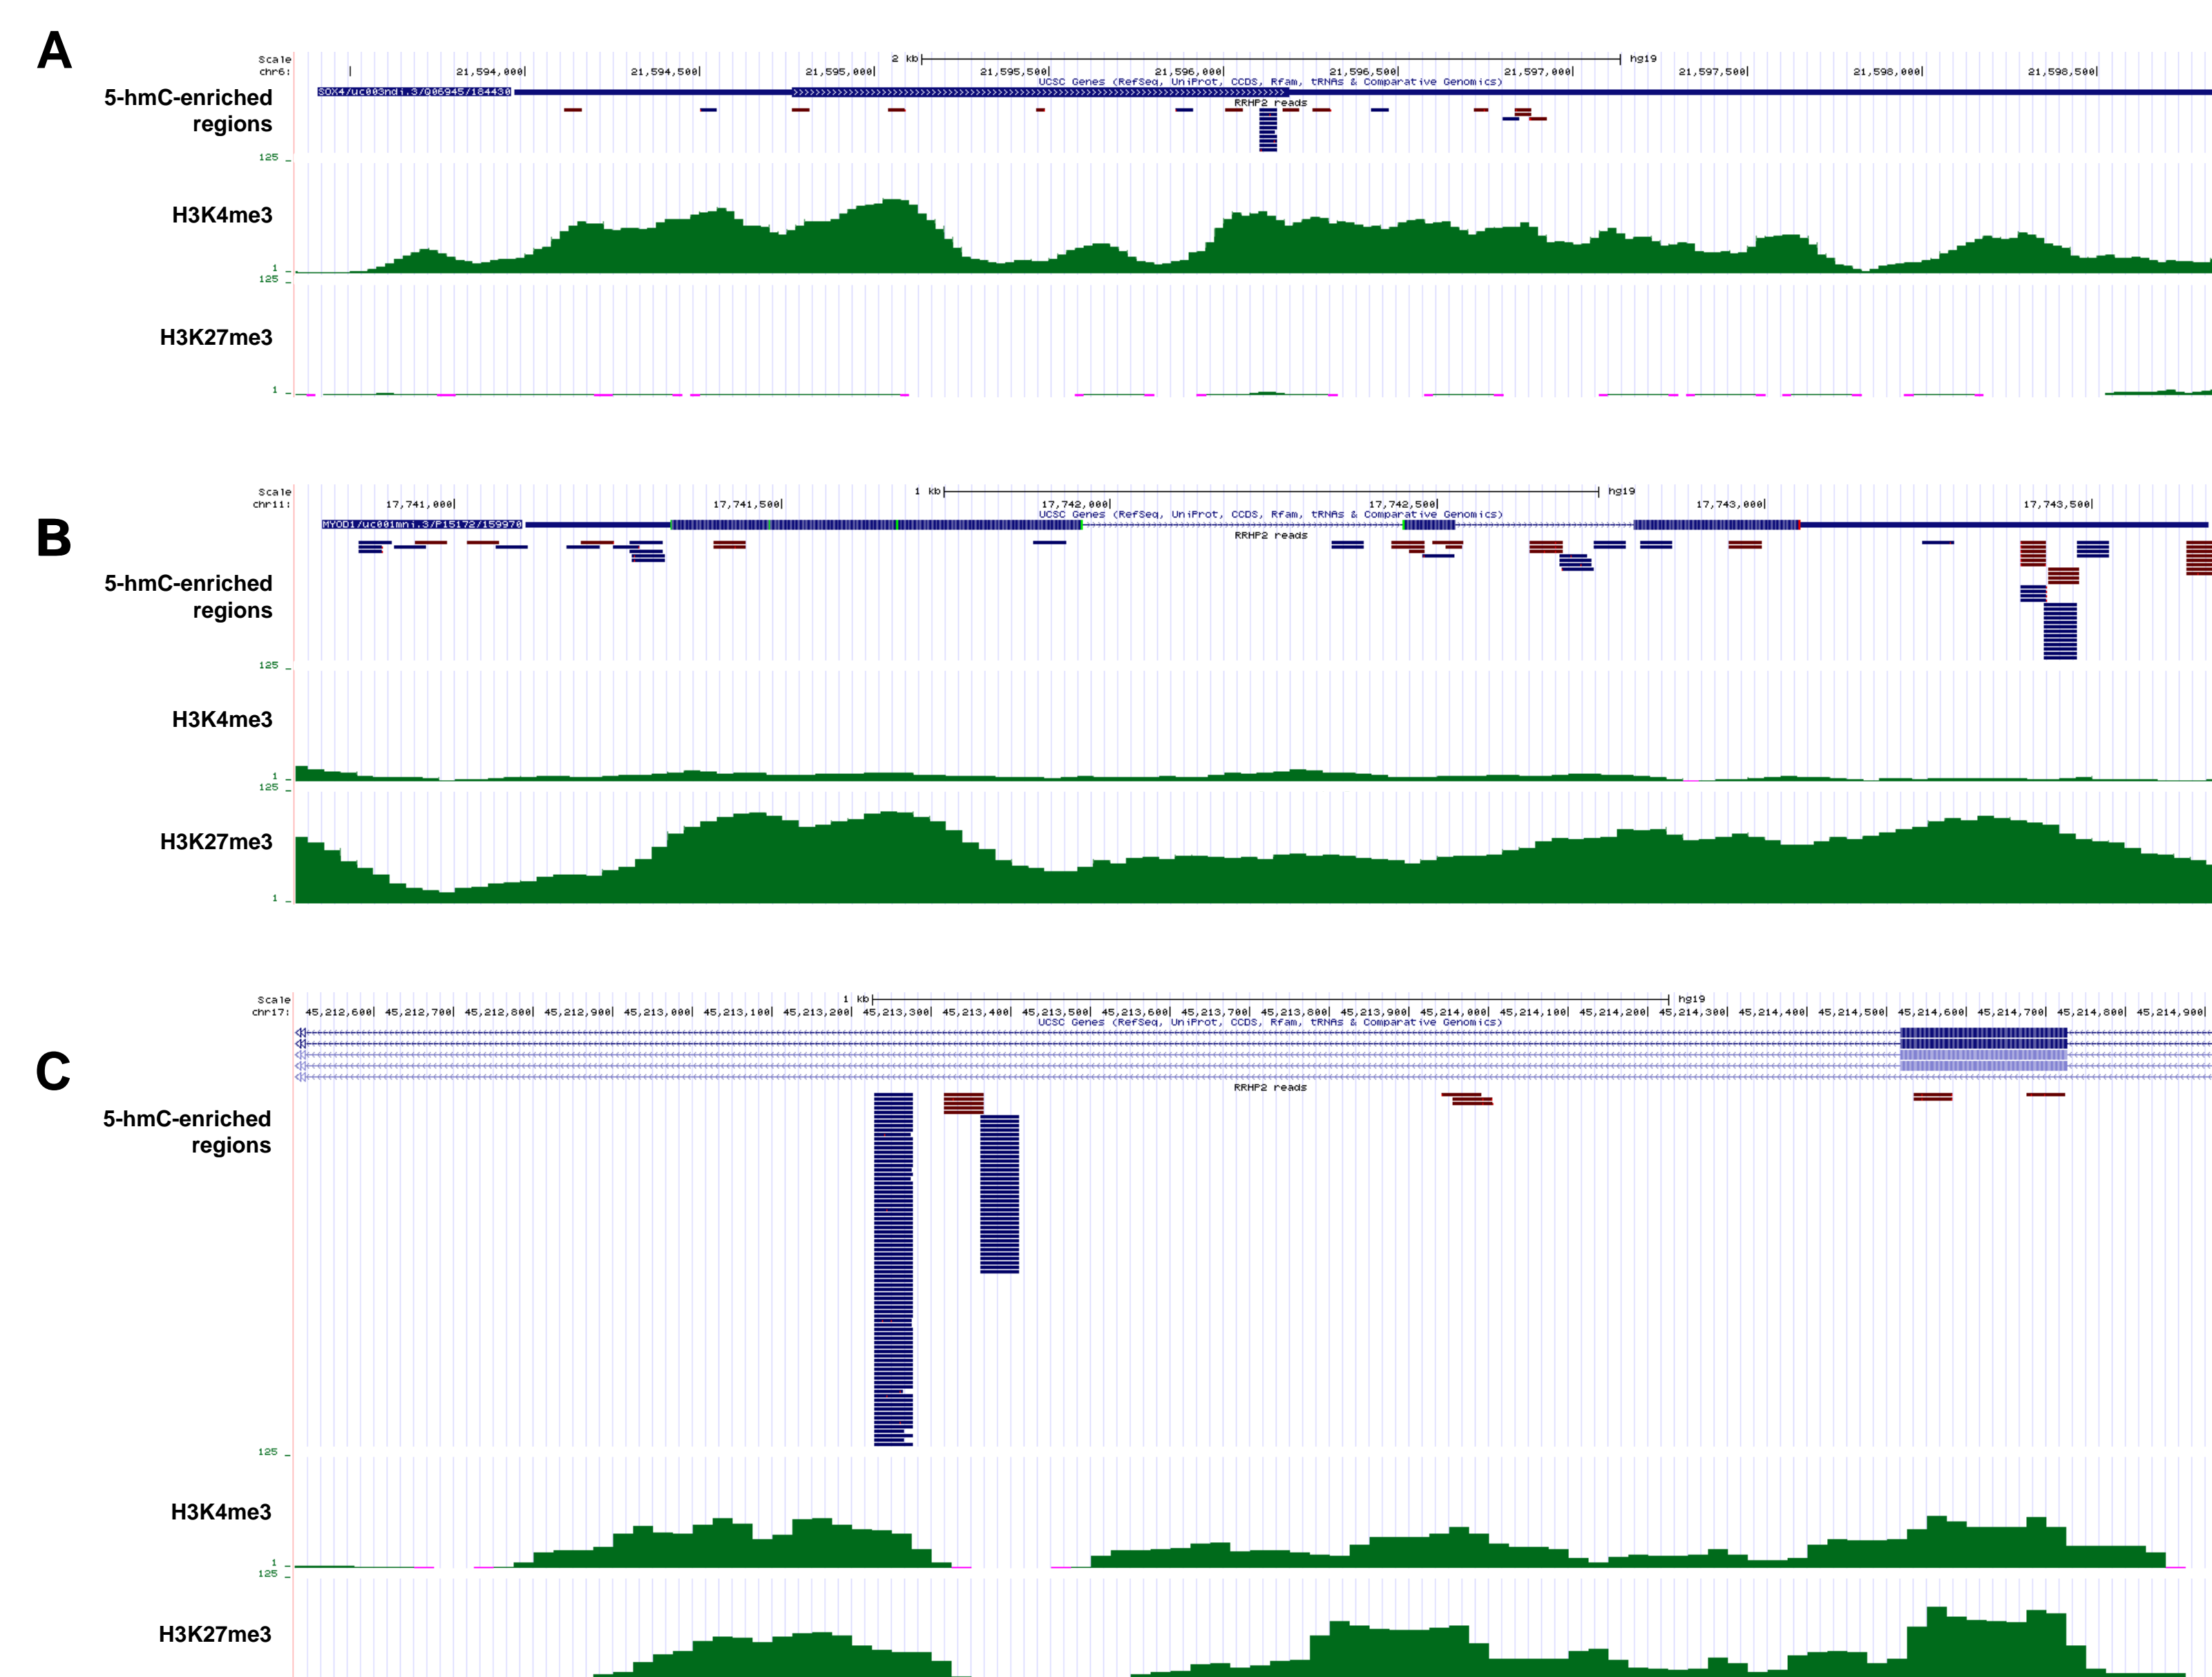 A
Scale 2 kb hg19
chr6: 21,594,000 21,594,500 21,595,000 21,595,500 21,596,000 21,596,500 21,597,000 21,597,500 21,598,000 21,598,500
UCSC Genes (RefSeq, UniProt, CCDS, Rfam, tRNAs & Comparative Genomics)
SOX4/uc003ndi.3/Q06945/184430
RRHP2 reads
5-hmC-enriched
regions
125
H3K4me3
1
125
H3K27me3
1
B
Scale 1 kb hg19
chr11: 17,741,000 17,741,500 17,742,000 17,742,500 17,743,000 17,743,500
UCSC Genes (RefSeq, UniProt, CCDS, Rfam, tRNAs & Comparative Genomics)
MYOD1/uc001mni.3/P15172/159970
RRHP2 reads
5-hmC-enriched
regions
125
H3K4me3
1
125
H3K27me3
1
C
Scale 1 kb hg19
chr17: 45,212,600 45,212,700 45,212,800 45,212,900 45,213,000 45,213,100 45,213,200 45,213,300 45,213,400 45,213,500 45,213,600 45,213,700 45,213,800 45,213,900 45,214,000 45,214,100 45,214,200 45,214,300 45,214,400 45,214,500 45,214,600 45,214,700 45,214,800 45,214,900
UCSC Genes (RefSeq, UniProt, CCDS, Rfam, tRNAs & Comparative Genomics)
RRHP2 reads
5-hmC-enriched
regions
125
H3K4me3
1
125
H3K27me3